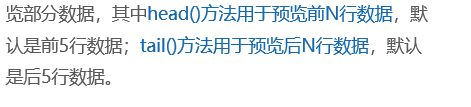 览部分数据，其中head()方法用于预览前N行数据，默
认是前5行数据；tail()方法用于预览后N行数据，默认
是后5行数据。